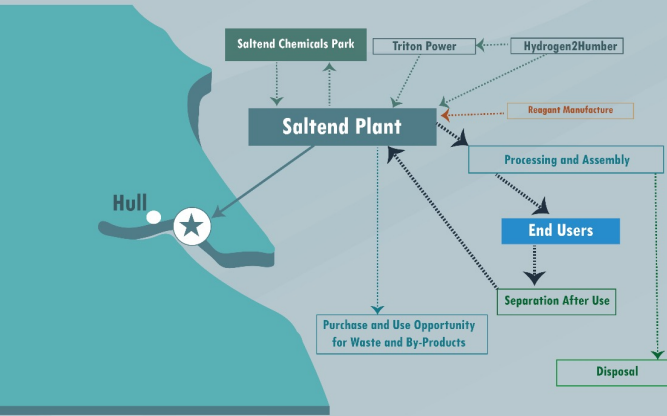 Saltend Chemicals Park
Triton Power
Hydrogen2Humber
Reagant Manufacture
Saltend Plant
Processing and Assembly
Hull
End Users
Separation After Use
Purchase and Use Opportunity
for Waste and By-Products
Disposal